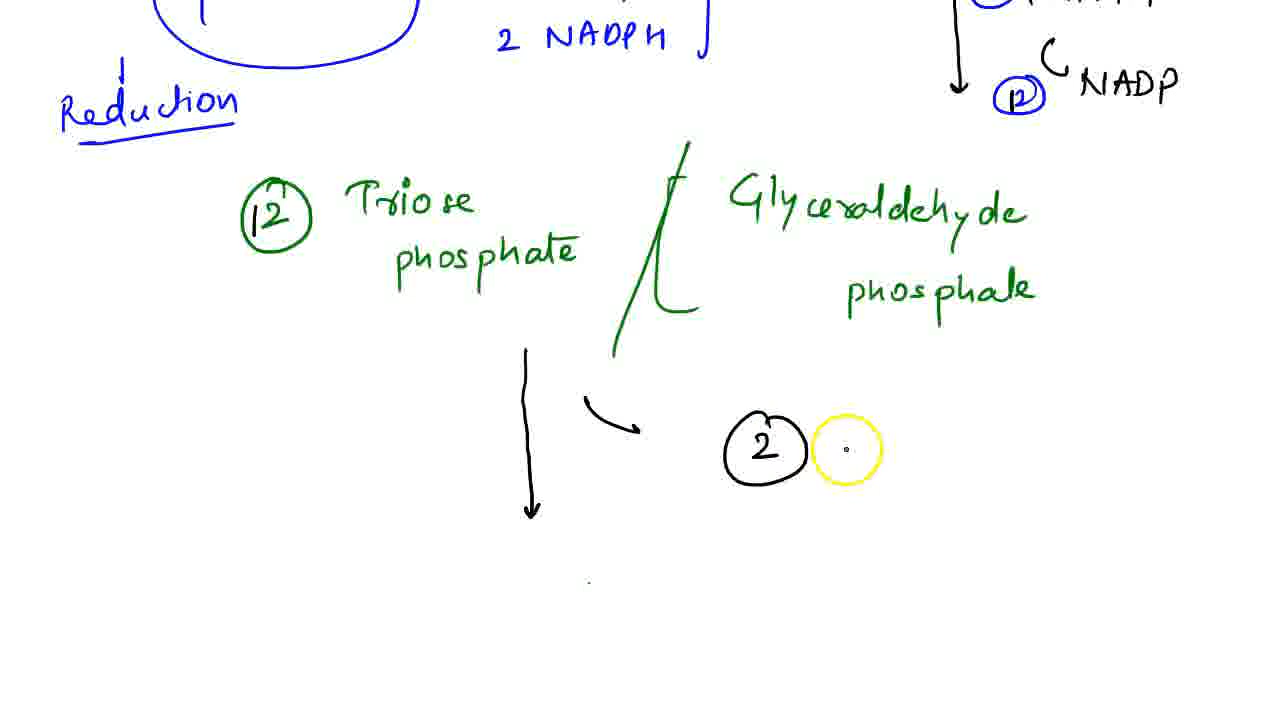 2 NADPH
NADP
12
Reduction
12 Triose
phosphate
Glyceraldehyde
phosphate
2